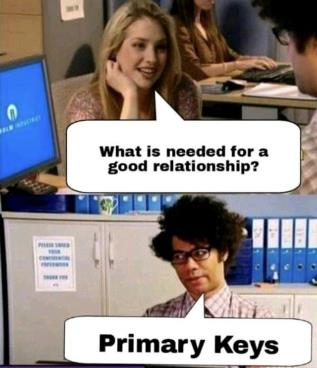 What is needed for a
good relationship?
PLEASE SHRED
YOUR
CONFIDENTIAL
PAPERWORK
THANK YOU
Primary Keys